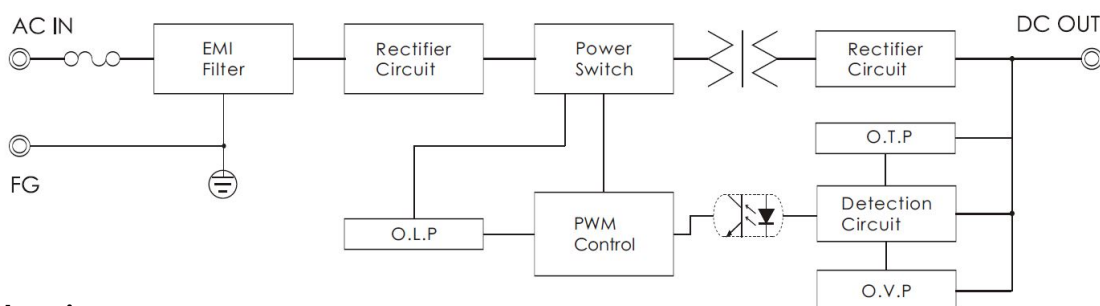 AC IN
DC OUT
EMI
Filter
Rectifier
Circuit
Power
Switch
Rectifier
Circuit
O.T.P
FG
Detection
Circuit
PWM
Control
O.L.P
O.V.P